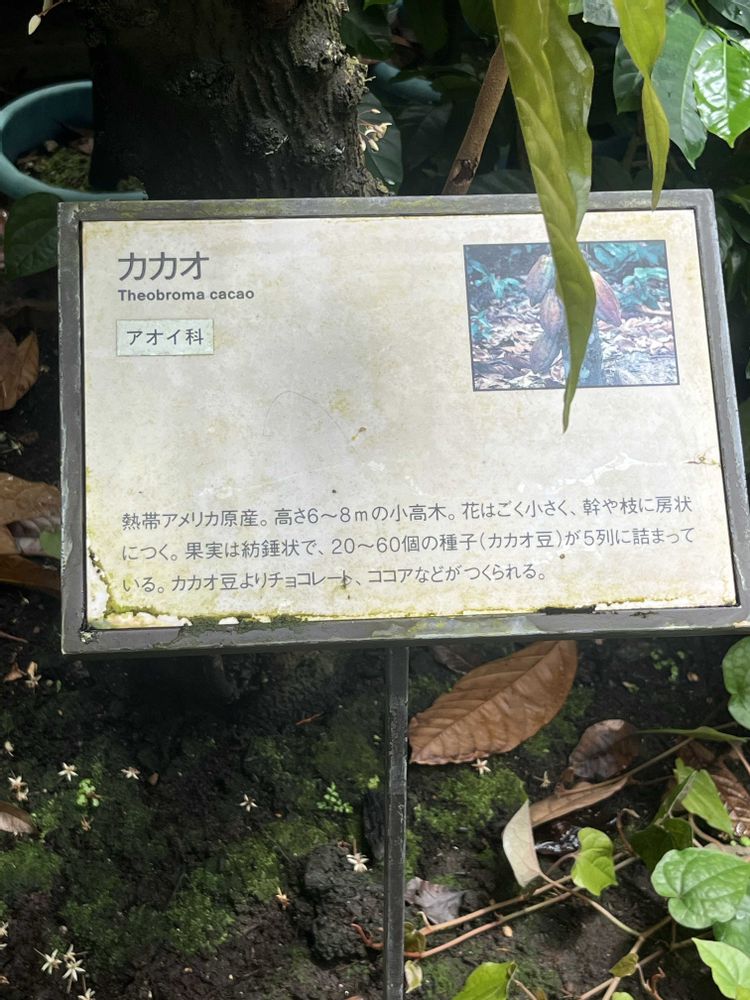 カカオ
Theobroma cacao
アオイ科
熱帯アメリカ原産。高さ6～8ｍの小高木。花はごく小さく、幹や枝に房状
につく。果実は紡錘状で、20～60個の種子(カカオ豆)が5列に詰まって
いる。カカオ豆よりチョコレート、ココアなどがつくられる。